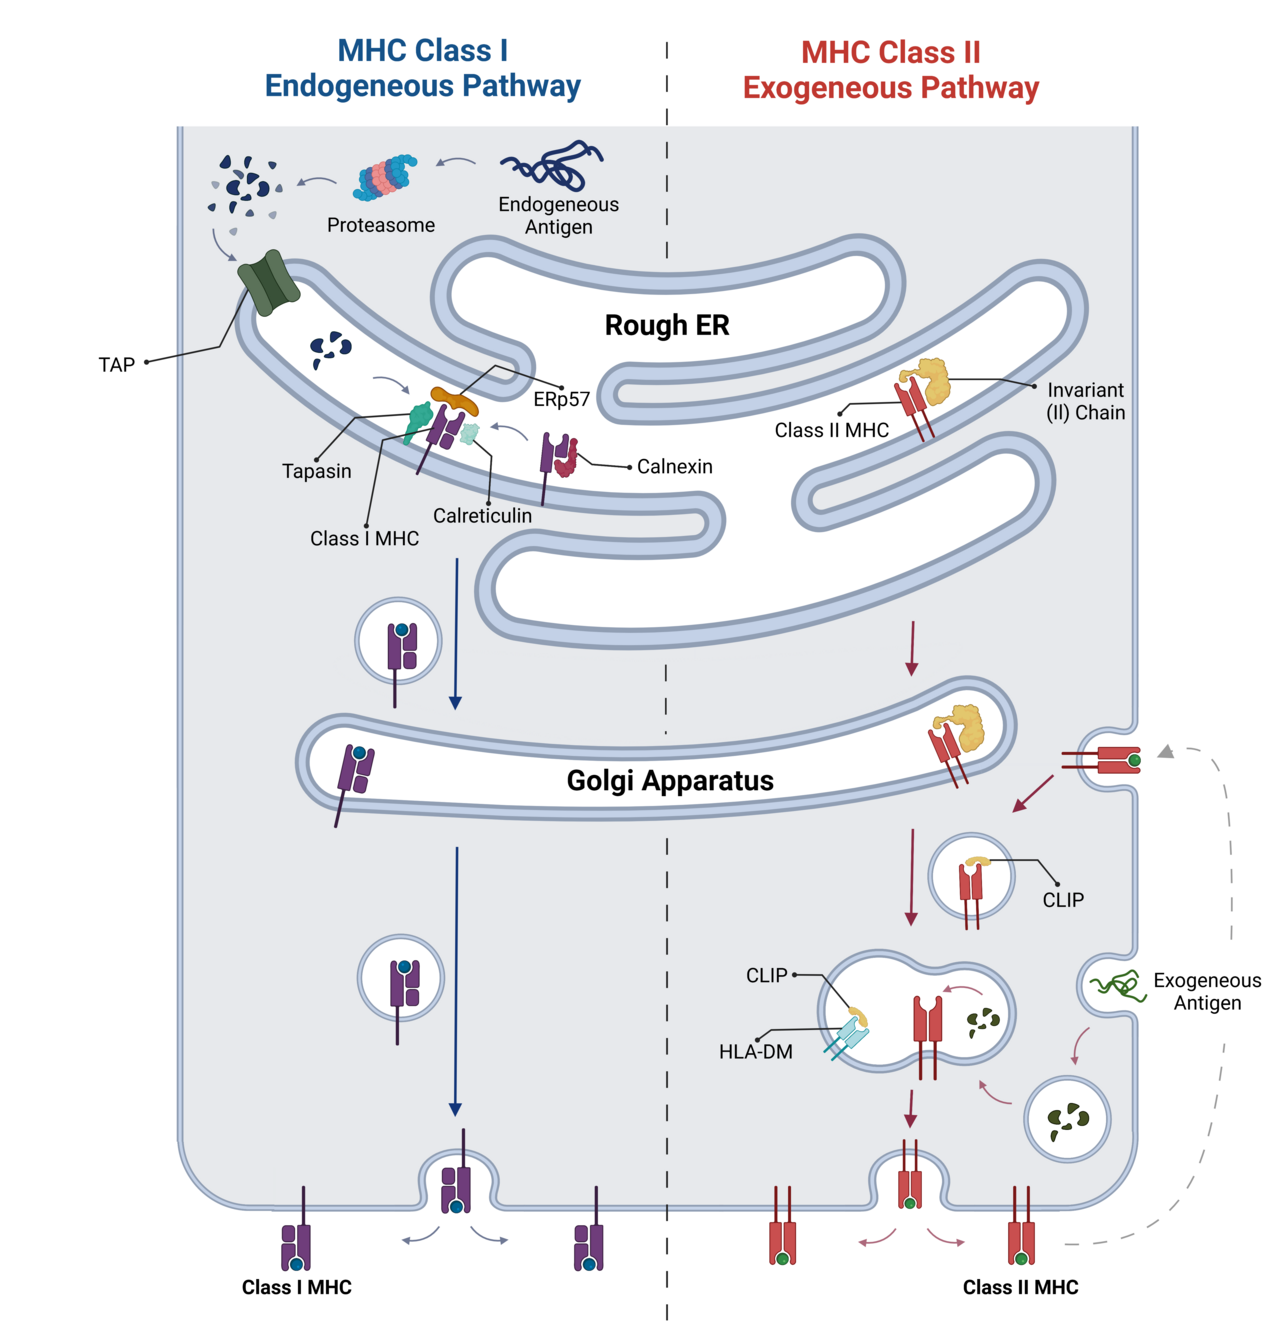 MHC Class I
Endogeneous Pathway
MHC Class II
Exogeneous Pathway
Proteasome
Endogeneous
Antigen
Rough ER
TAP
ERp57
Invariant
(II) Chain
Class II MHC
Tapasin
Calnexin
Calreticulin
Class I MHC
Golgi Apparatus
CLIP
CLIP
Exogeneous
Antigen
HLA-DM
Class I MHC
Class II MHC